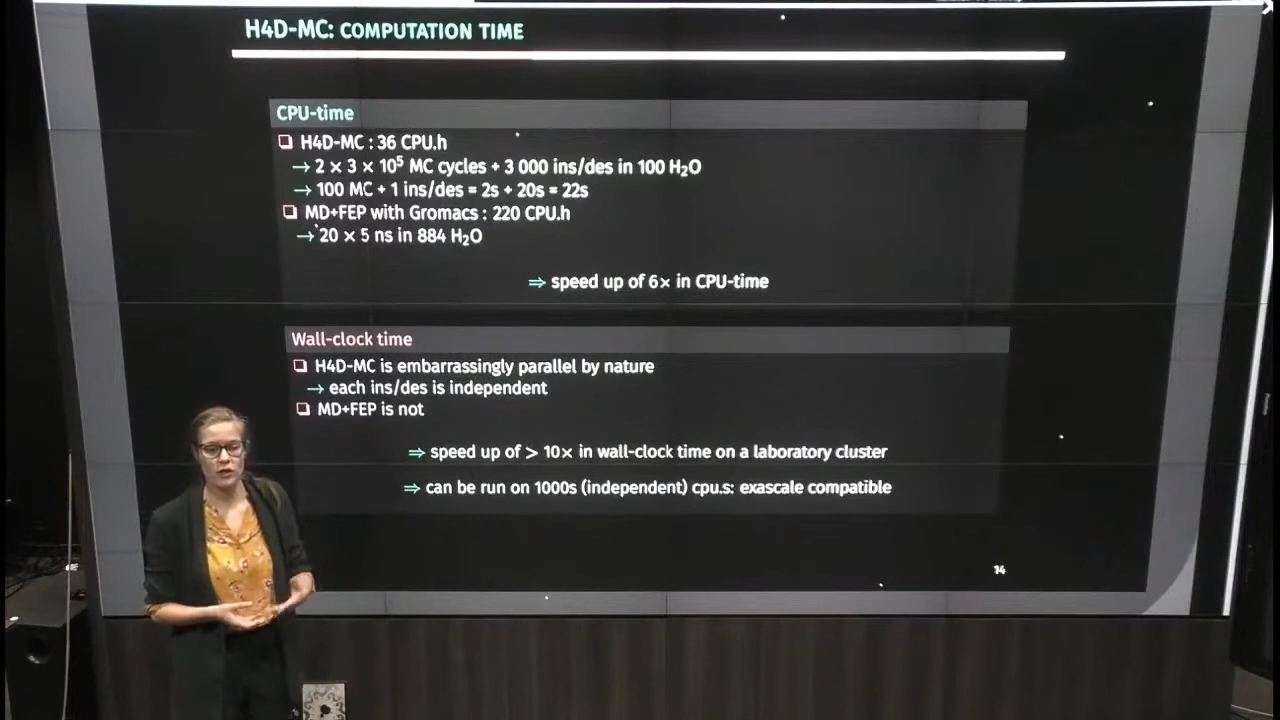 H4D-MC: COMPUTATION TIME
CPU-time
❑ H4D-MC : 36 CPU.h
→ 2 × 3 × 10⁵ MC cycles + 3 000 ins/des in 100 H₂O
→ 100 MC + 1 ins/des = 2s + 20s = 22s
❑ MD+FEP with Gromacs : 220 CPU.h
→ 20 × 5 ns in 884 H₂O
⇒ speed up of 6× in CPU-time
Wall-clock time
❑ H4D-MC is embarrassingly parallel by nature
→ each ins/des is independent
❑ MD+FEP is not
⇒ speed up of > 10× in wall-clock time on a laboratory cluster
⇒ can be run on 1000s (independent) cpu.s: exascale compatible
14